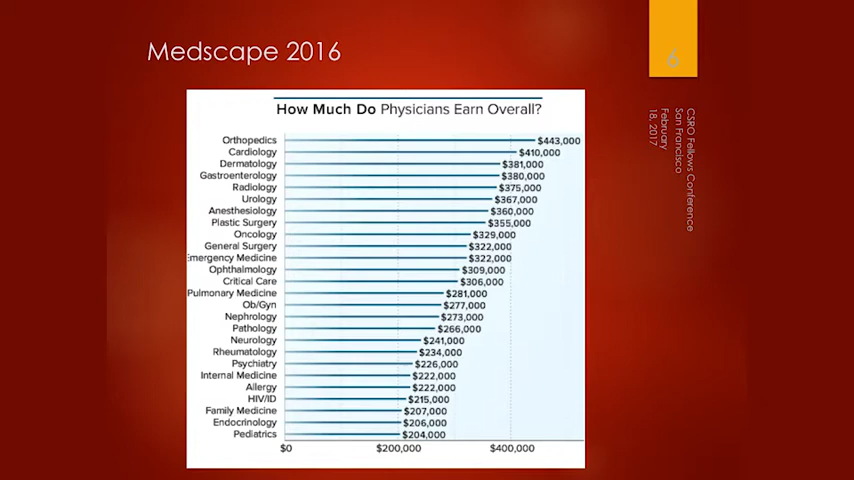 Medscape 2016
6
CSRO Fellows Conference
San Francisco
February
18, 2017
How Much Do Physicians Earn Overall?
Orthopedics $443,000
Cardiology $410,000
Dermatology $381,000
Gastroenterology $380,000
Radiology $375,000
Urology $367,000
Anesthesiology $360,000
Plastic Surgery $355,000
Oncology $329,000
General Surgery $322,000
Emergency Medicine $322,000
Ophthalmology $309,000
Critical Care $306,000
Pulmonary Medicine $281,000
Ob/Gyn $277,000
Nephrology $273,000
Pathology $266,000
Neurology $241,000
Rheumatology $234,000
Psychiatry $226,000
Internal Medicine $222,000
Allergy $222,000
HIV/ID $215,000
Family Medicine $207,000
Endocrinology $206,000
Pediatrics $204,000
$0 $200,000 $400,000